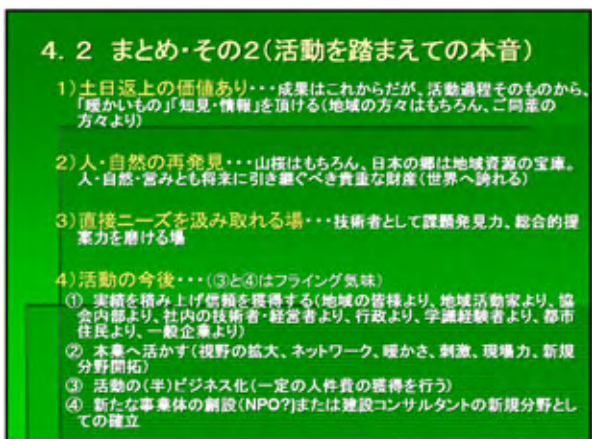 4．2 まとめ・その2（活動を踏まえての本音）
1）土日返上の価値あり・・・成果はこれからだが、活動過程そのものから、
「暖かいもの」「知見・情報」を頂ける（地域の方々はもちろん、ご同輩の
方々より）
2）人・自然の再発見・・・山桜はもちろん、日本の郷は地域資源の宝庫。
人・自然・営みとも将来に引き継ぐべき貴重な財産（世界へ誇れる）
3）直接ニーズを汲み取れる場・・・技術者として課題発見力、総合的提
案力を磨ける場
4）活動の今後・・・（③と④はフライング気味）
① 実績を積み上げ信頼を獲得する（地域の皆様より、地域活動家より、協
会内部より、社内の技術者・経営者より、行政より、学識経験者より、都市
住民より、一般企業より）
② 本業へ活かす（視野の拡大、ネットワーク、暖かさ、刺激、現場力、新規
分野開拓）
③ 活動の（半）ビジネス化（一定の人件費の獲得を行う）
④ 新たな事業体の創設（NPO?）または建設コンサルタントの新規分野とし
ての確立